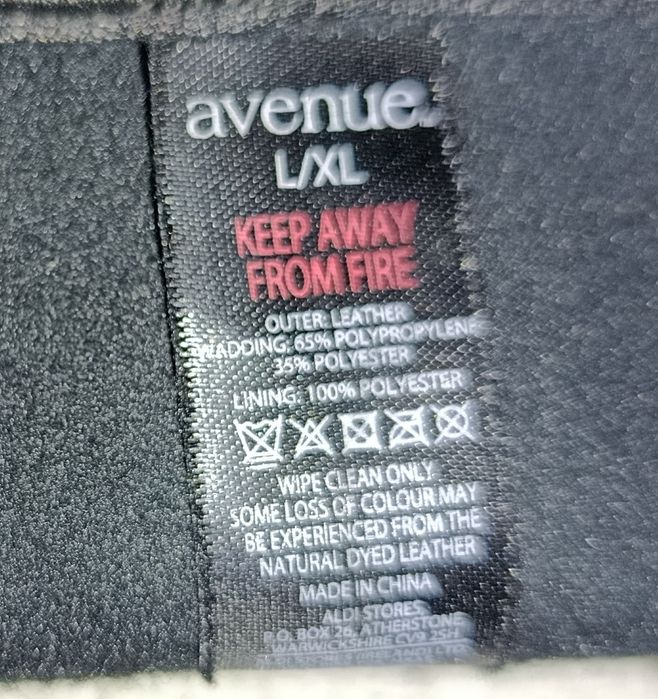 avenue
L/XL
KEEP AWAY
FROM FIRE
OUTER: LEATHER
WADDING: 65% POLYPROPYLENE
35% POLYESTER
LINING: 100% POLYESTER
WIPE CLEAN ONLY.
SOME LOSS OF COLOUR MAY
BE EXPERIENCED FROM THE
NATURAL DYED LEATHER
MADE IN CHINA
ALDI STORES,
P.O. BOX 26, ATHERSTONE
WARWICKSHIRE CV9 2SH